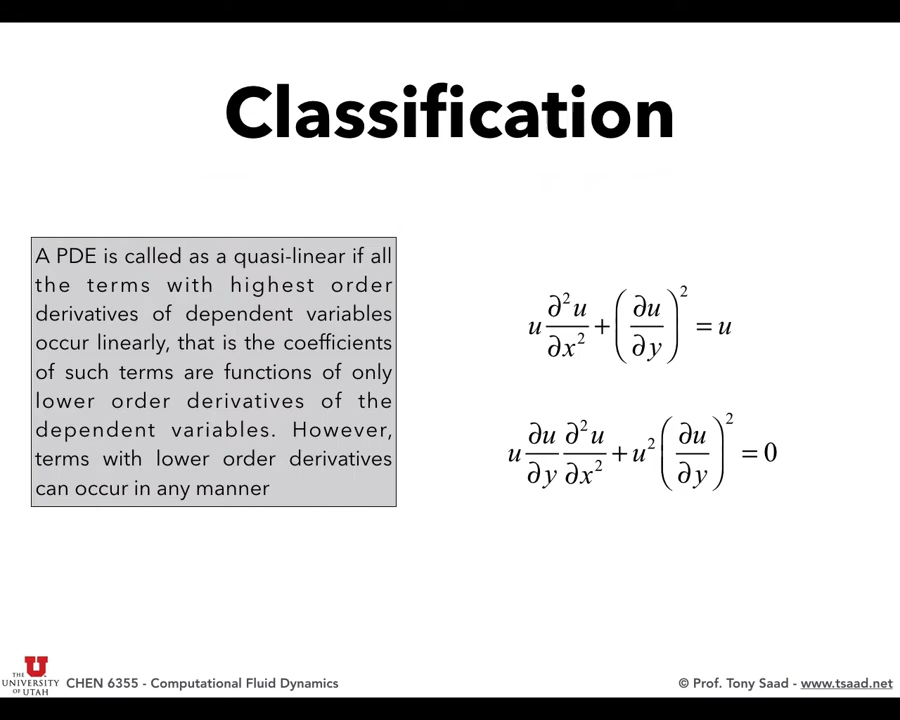 Classification
A PDE is called as a quasi-linear if all
the terms with highest order
derivatives of dependent variables
occur linearly, that is the coefficients
of such terms are functions of only
lower order derivatives of the
dependent variables. However,
terms with lower order derivatives
can occur in any manner
u ∂²u/∂x² + (∂u/∂y)² = u
u ∂u/∂y ∂²u/∂x² + u² (∂u/∂y)² = 0
THE
UNIVERSITY
OF UTAH
CHEN 6355 - Computational Fluid Dynamics
© Prof. Tony Saad - www.tsaad.net